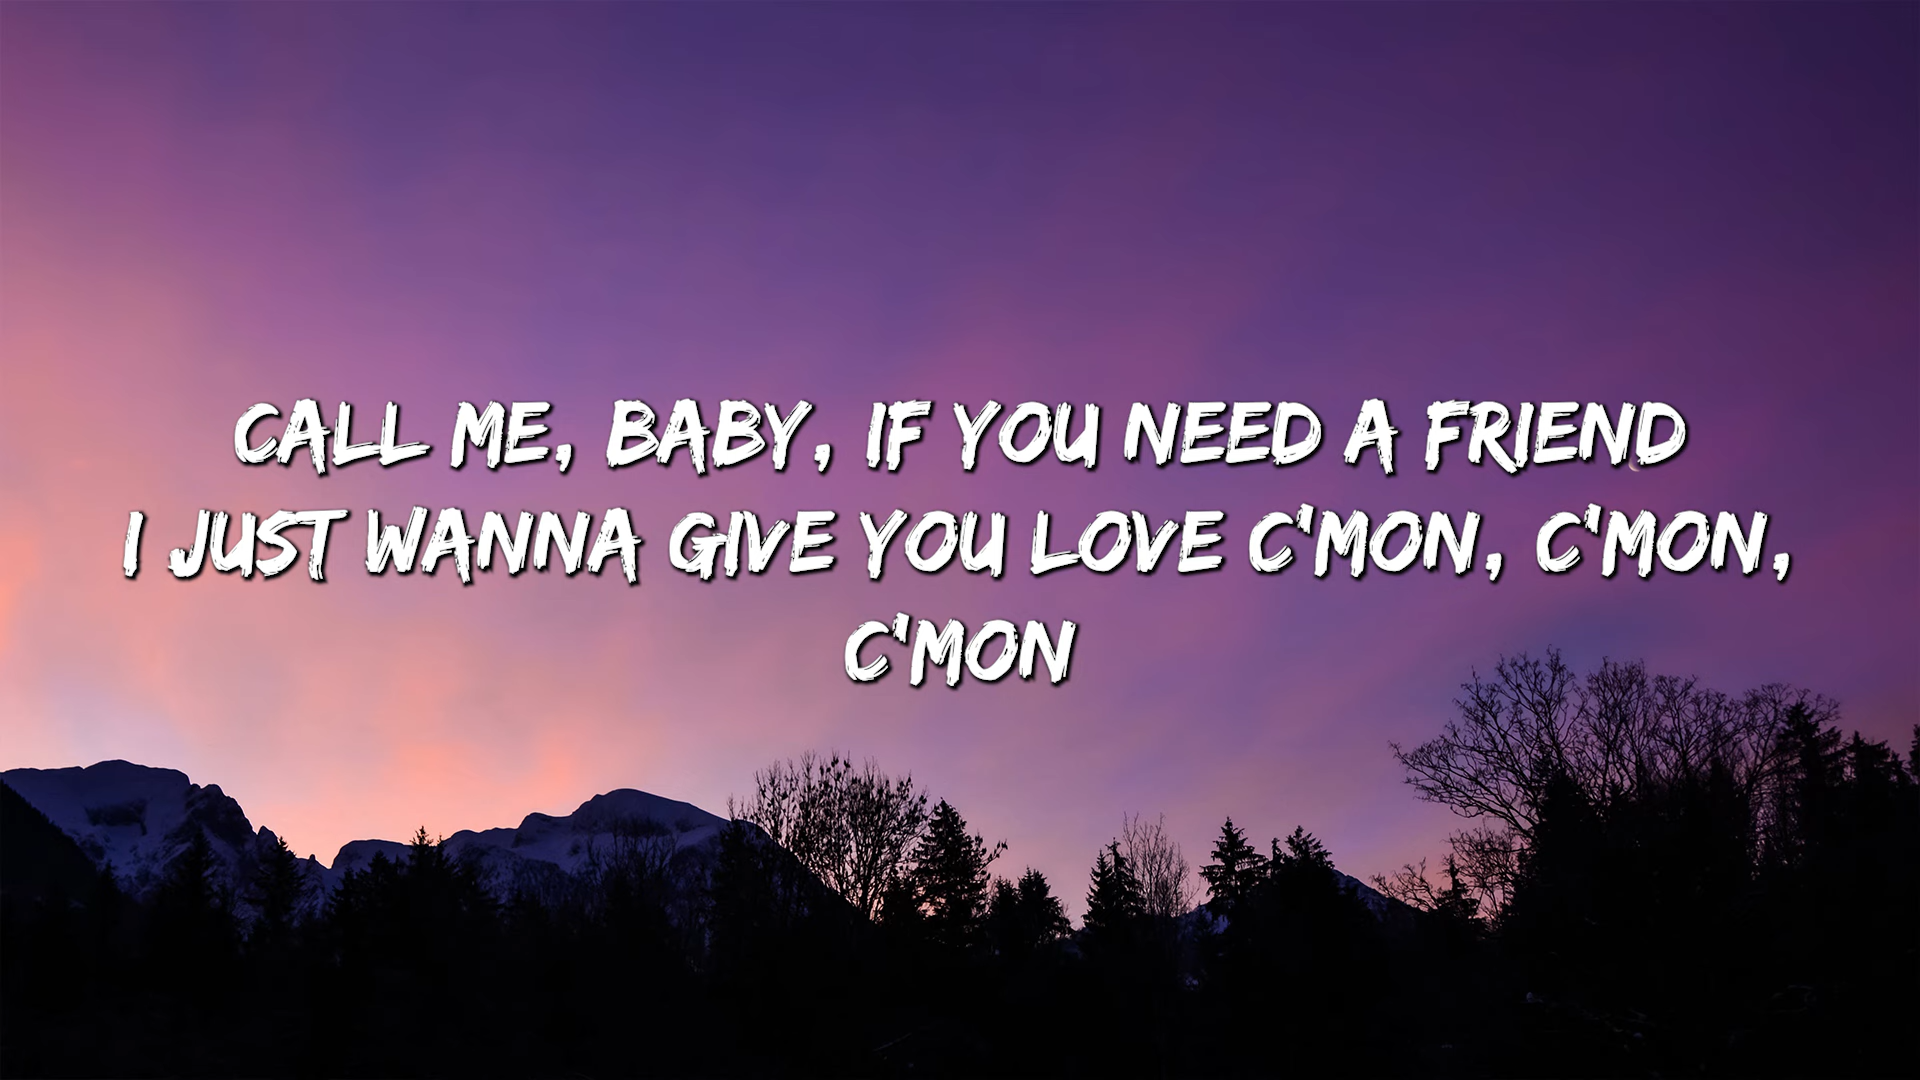 CALL ME, BABY, IF YOU NEED A FRIEND
I JUST WANNA GIVE YOU LOVE C'MON, C'MON,
C'MON